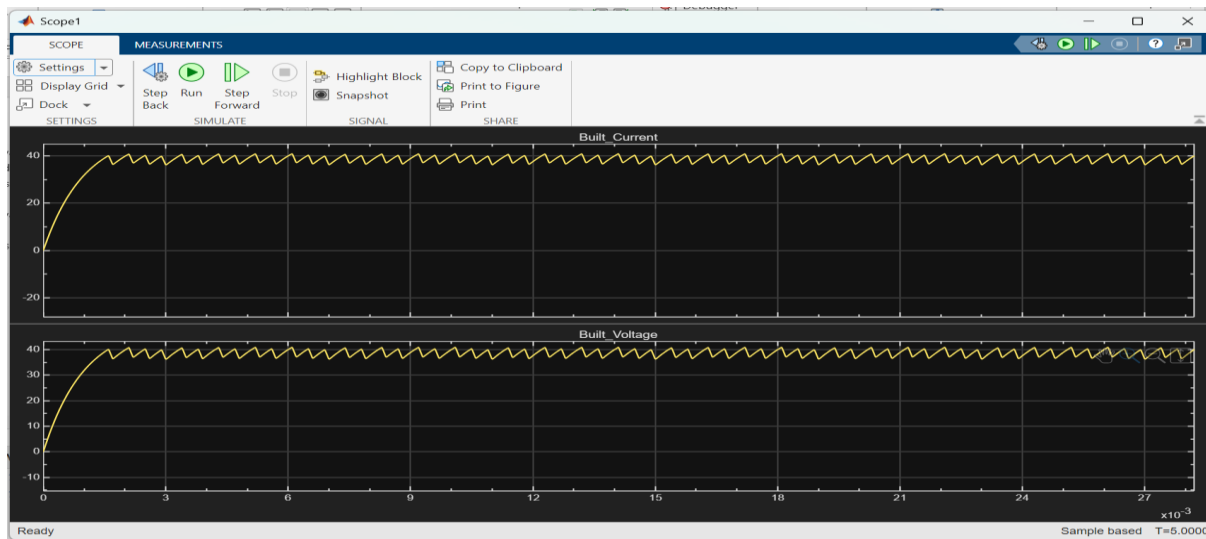 Scope1
SCOPE MEASUREMENTS
Settings
Display Grid
Dock
SETTINGS
Step Back
Run
Step Forward
Stop
SIMULATE
Highlight Block
Snapshot
SIGNAL
Copy to Clipboard
Print to Figure
Print
SHARE
Built_Current
40
20
0
-20
Built_Voltage
40
30
20
10
0
-10
0 3 6 9 12 15 18 21 24 27
x10-3
Ready Sample based T=5.0000